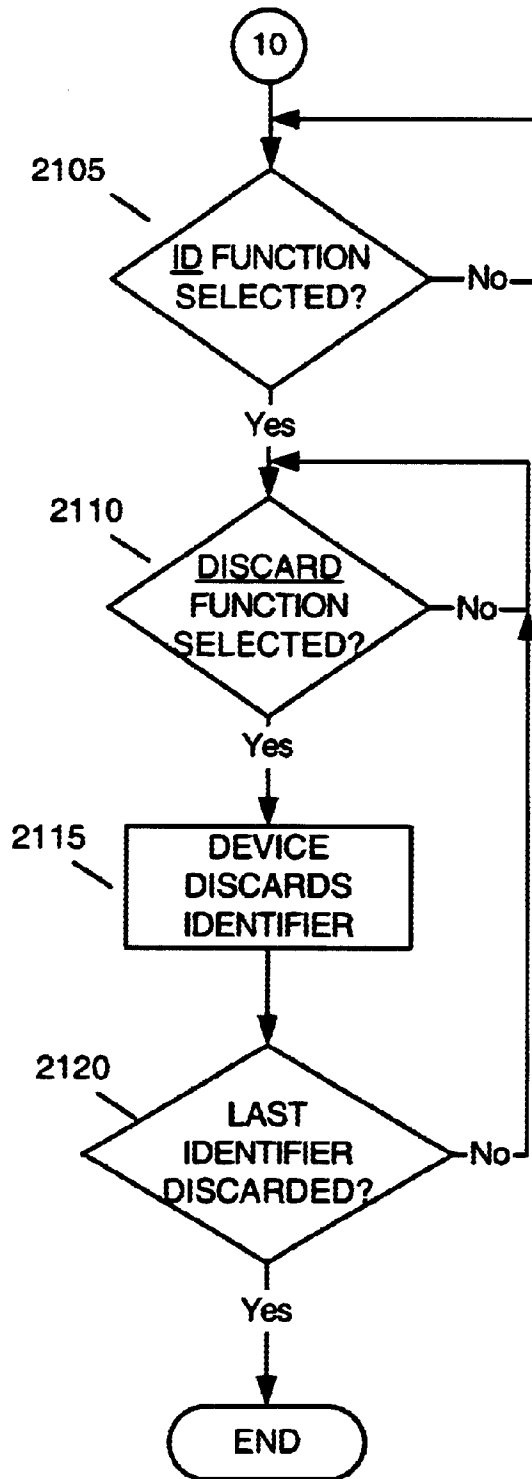 10
2105
ID FUNCTION
SELECTED?
No
Yes
2110
DISCARD
FUNCTION
SELECTED?
No
Yes
2115
DEVICE
DISCARDS
IDENTIFIER
2120
LAST
IDENTIFIER
DISCARDED?
No
Yes
END